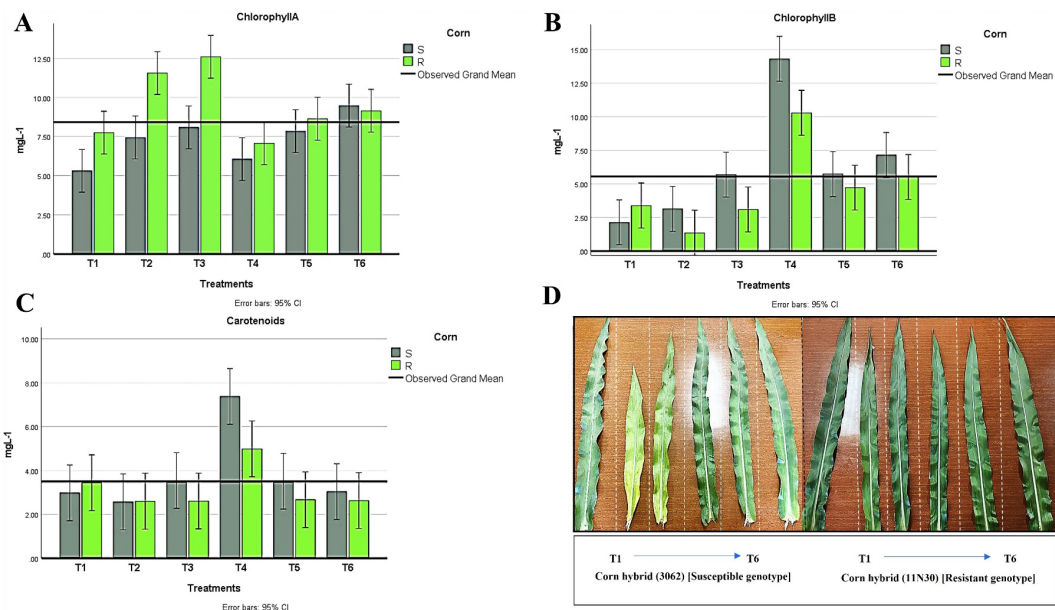 A
ChlorophyllA
Corn
S
R
Observed Grand Mean
mgL-1
12.50
10.00
7.50
5.00
2.50
.00
T1 T2 T3 T4 T5 T6
Treatments
Error bars: 95% CI
B
ChlorophyllB
Corn
S
R
Observed Grand Mean
mgL-1
15.00
12.50
10.00
7.50
5.00
2.50
.00
T1 T2 T3 T4 T5 T6
Treatments
Error bars: 95% CI
C
Carotenoids
Corn
S
R
Observed Grand Mean
mgL-1
10.00
8.00
6.00
4.00
2.00
.00
T1 T2 T3 T4 T5 T6
Treatments
Error bars: 95% CI
D
T1 T6
Corn hybrid (3062) [Susceptible genotype]
T1 T6
Corn hybrid (11N30) [Resistant genotype]